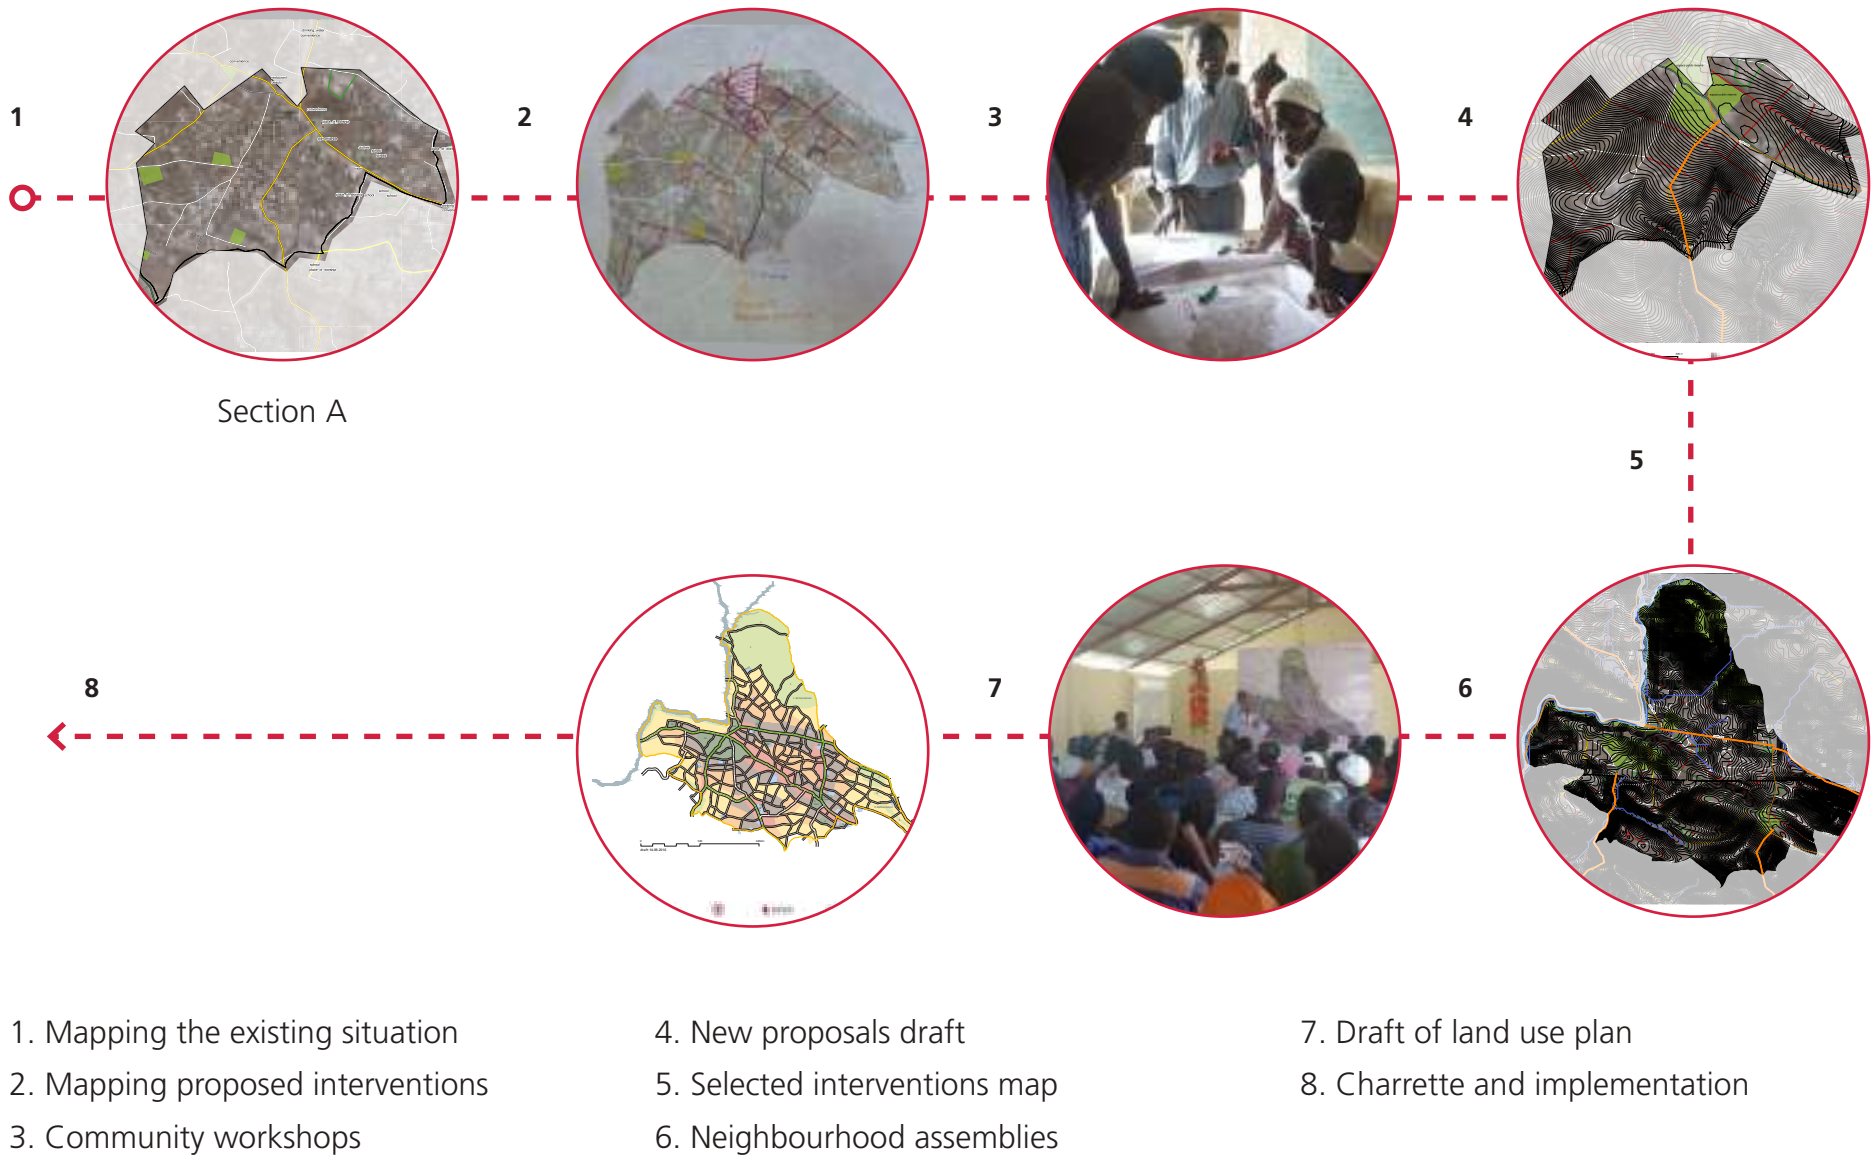 1
2
3
4
Section A
5
8
7
6
1. Mapping the existing situation
2. Mapping proposed interventions
3. Community workshops
4. New proposals draft
5. Selected interventions map
6. Neighbourhood assemblies
7. Draft of land use plan
8. Charrette and implementation